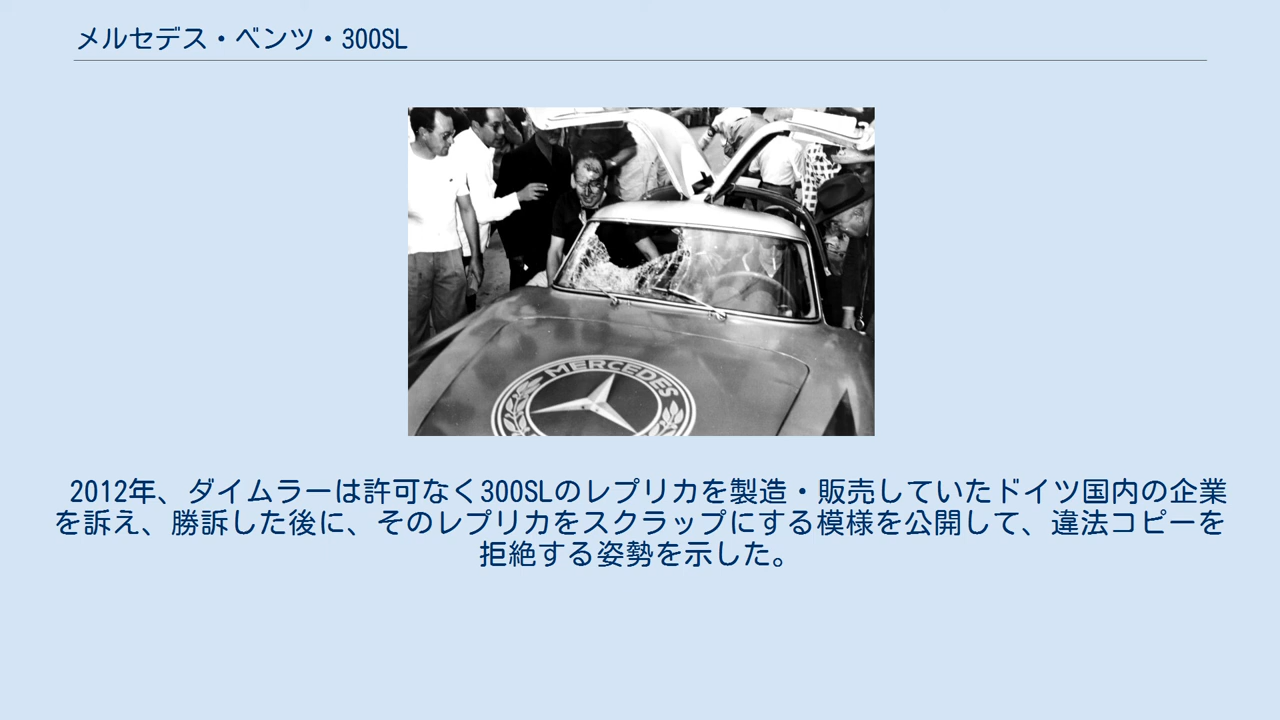 メルセデス・ベンツ・300SL
MERCEDES
2012年、ダイムラーは許可なく300SLのレプリカを製造・販売していたドイツ国内の企業
を訴え、勝訴した後に、そのレプリカをスクラップにする模様を公開して、違法コピーを
拒絶する姿勢を示した。